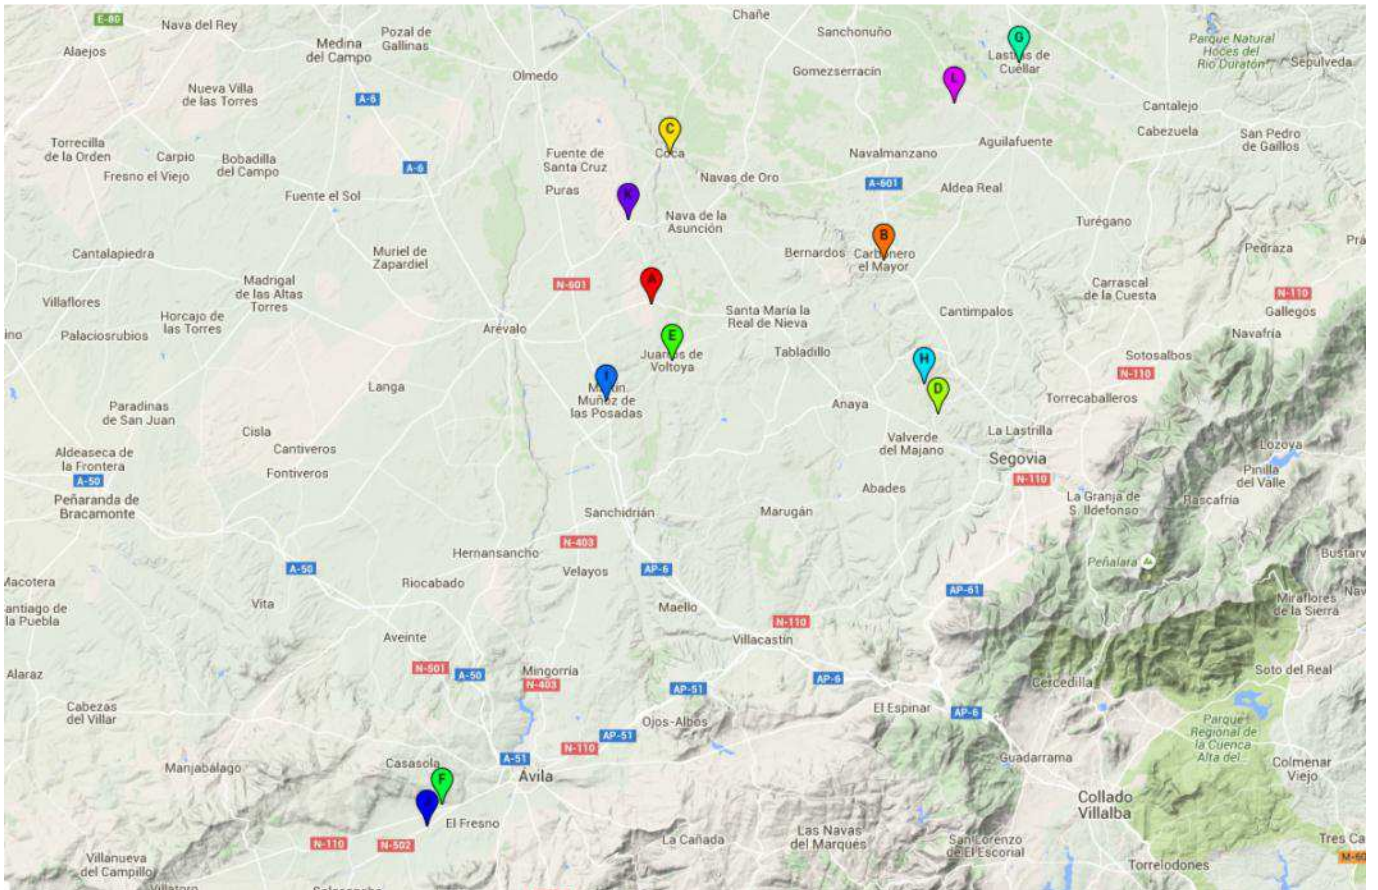 Chañe
E-80
Nava del Rey
Pozal de
Gallinas
Sanchonuño
G
Parque Natural
Hoces del
Río Duratón
Alaejos
Medina
del Campo
Lastras de
Cuéllar
Sepúlveda
Olmedo
Gomezserracín
L
Nueva Villa
de las Torres
A-6
Cantalejo
C
Coca
Cabezuela
San Pedro
de Gaillos
Torrecilla
de la Orden
Carpio
Bobadilla
del Campo
Fuente de
Santa Cruz
Aguilafuente
Navalmanzano
A-6
Fresno el Viejo
Navas de Oro
A-601
Aldea Real
Fuente el Sol
Puras
K
Nava de la
Asunción
Turégano
B
Cantalapiedra
Muriel de
Zapardiel
Bernardos
Carbonero
el Mayor
Pedraza
Madrigal
de las Altas
Torres
N-601
A
Carrascal
de la Cuesta
N-110
Villaflores
Horcajo de
las Torres
Santa María la
Real de Nieva
Cantimpalos
Gallegos
Palaciosrubios
Arévalo
E
Navafría
Juarros de
Voltoya
Tabladillo
H
Sotosalbos
N-110
I
Martín
Muñoz de
las Posadas
D
Langa
Torrecaballeros
Paradinas
de San Juan
Anaya
Cisla
Valverde
del Majano
La Lastrilla
Aldeaseca de
la Frontera
Cantiveros
Segovia
Lozoya
Fontiveros
A-50
N-110
Pinilla
del Valle
Peñaranda de
Bracamonte
Abades
La Granja de
S. Ildefonso
Rascafría
Sanchidrián
Marugán
N-403
Hernansancho
Peñalara
A-50
Riocabado
Velayos
AP-6
AP-61
Macotera
Vita
Maello
Miraflores
de la Sierra
N-110
Aveinte
Villacastín
N-501
A-50
Mingorría
N-403
AP-6
Cercedilla
Soto del Real
Alaraz
AP-51
Cabezas
del Villar
El Espinar
AP-6
Ojos-Albos
Parque
Regional de
la Cuenca
Alta del...
AP-51
N-110
A-51
Manjabálago
Casasola
Ávila
Guadarrama
Colmenar
Viejo
F
J
El Fresno
Collado
Villalba
N-110
N-502
La Cañada
Las Navas
del Marqués
San Lorenzo
de El Escorial
Villanueva
del Campillo
Torrelodones